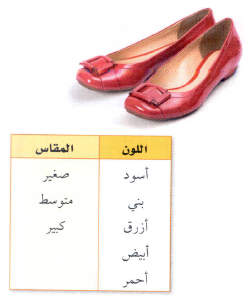 اللون المقاس
أسود صغير
بني متوسط
أزرق كبير
أبيض
أحمر